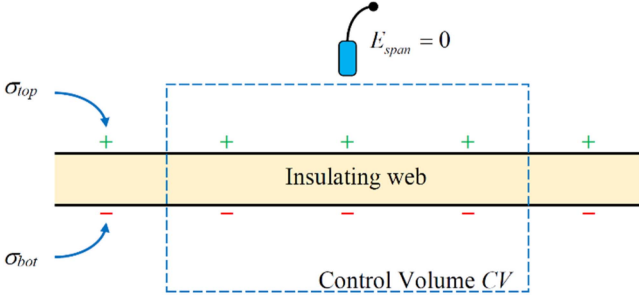 E_span = 0
σ_top
+ + + + +
Insulating web
− − − − −
σ_bot
Control Volume CV